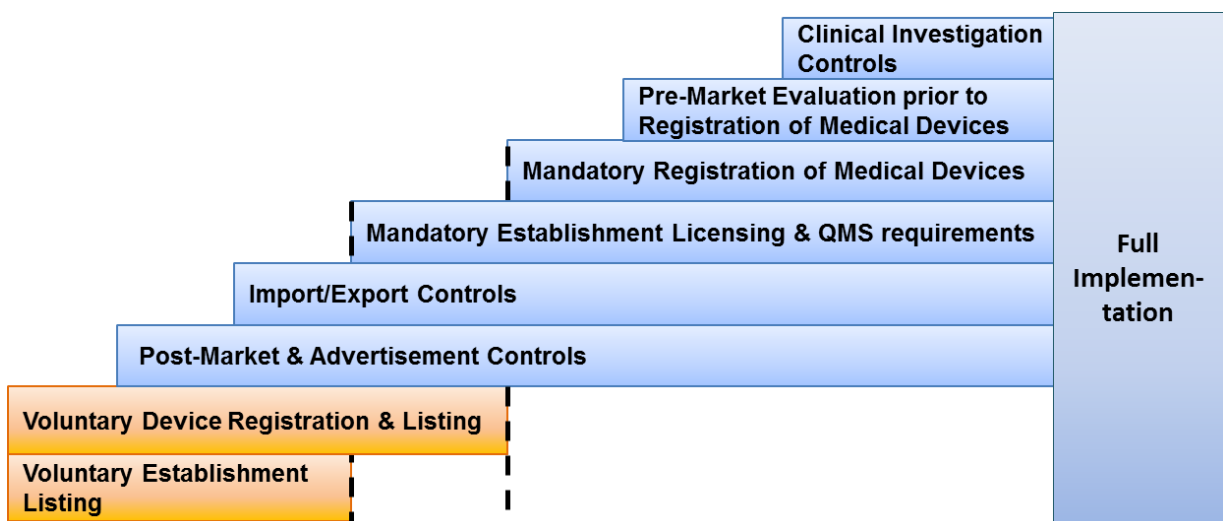 Clinical Investigation
Controls
Pre-Market Evaluation prior to
Registration of Medical Devices
Mandatory Registration of Medical Devices
Mandatory Establishment Licensing & QMS requirements
Import/Export Controls
Post-Market & Advertisement Controls
Voluntary Device Registration & Listing
Voluntary Establishment
Listing
Full
Implemen-
tation